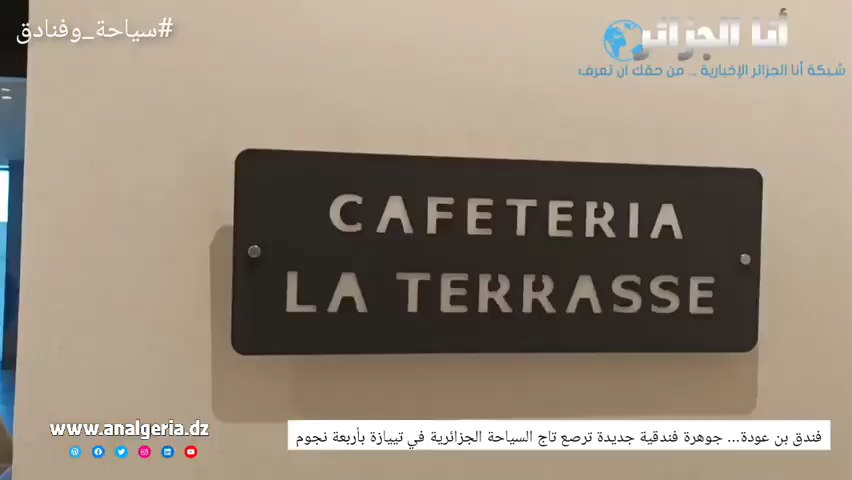 #سياحة_وفنادق
أنا الجزائر
شبكة أنا الجزائر الإخبارية ... من حقك ان تعرف
CAFETERIA
LA TERRASSE
www.analgeria.dz
فندق بن عودة... جوهرة فندقية جديدة ترصع تاج السياحة الجزائرية في تيبازة بأربعة نجوم